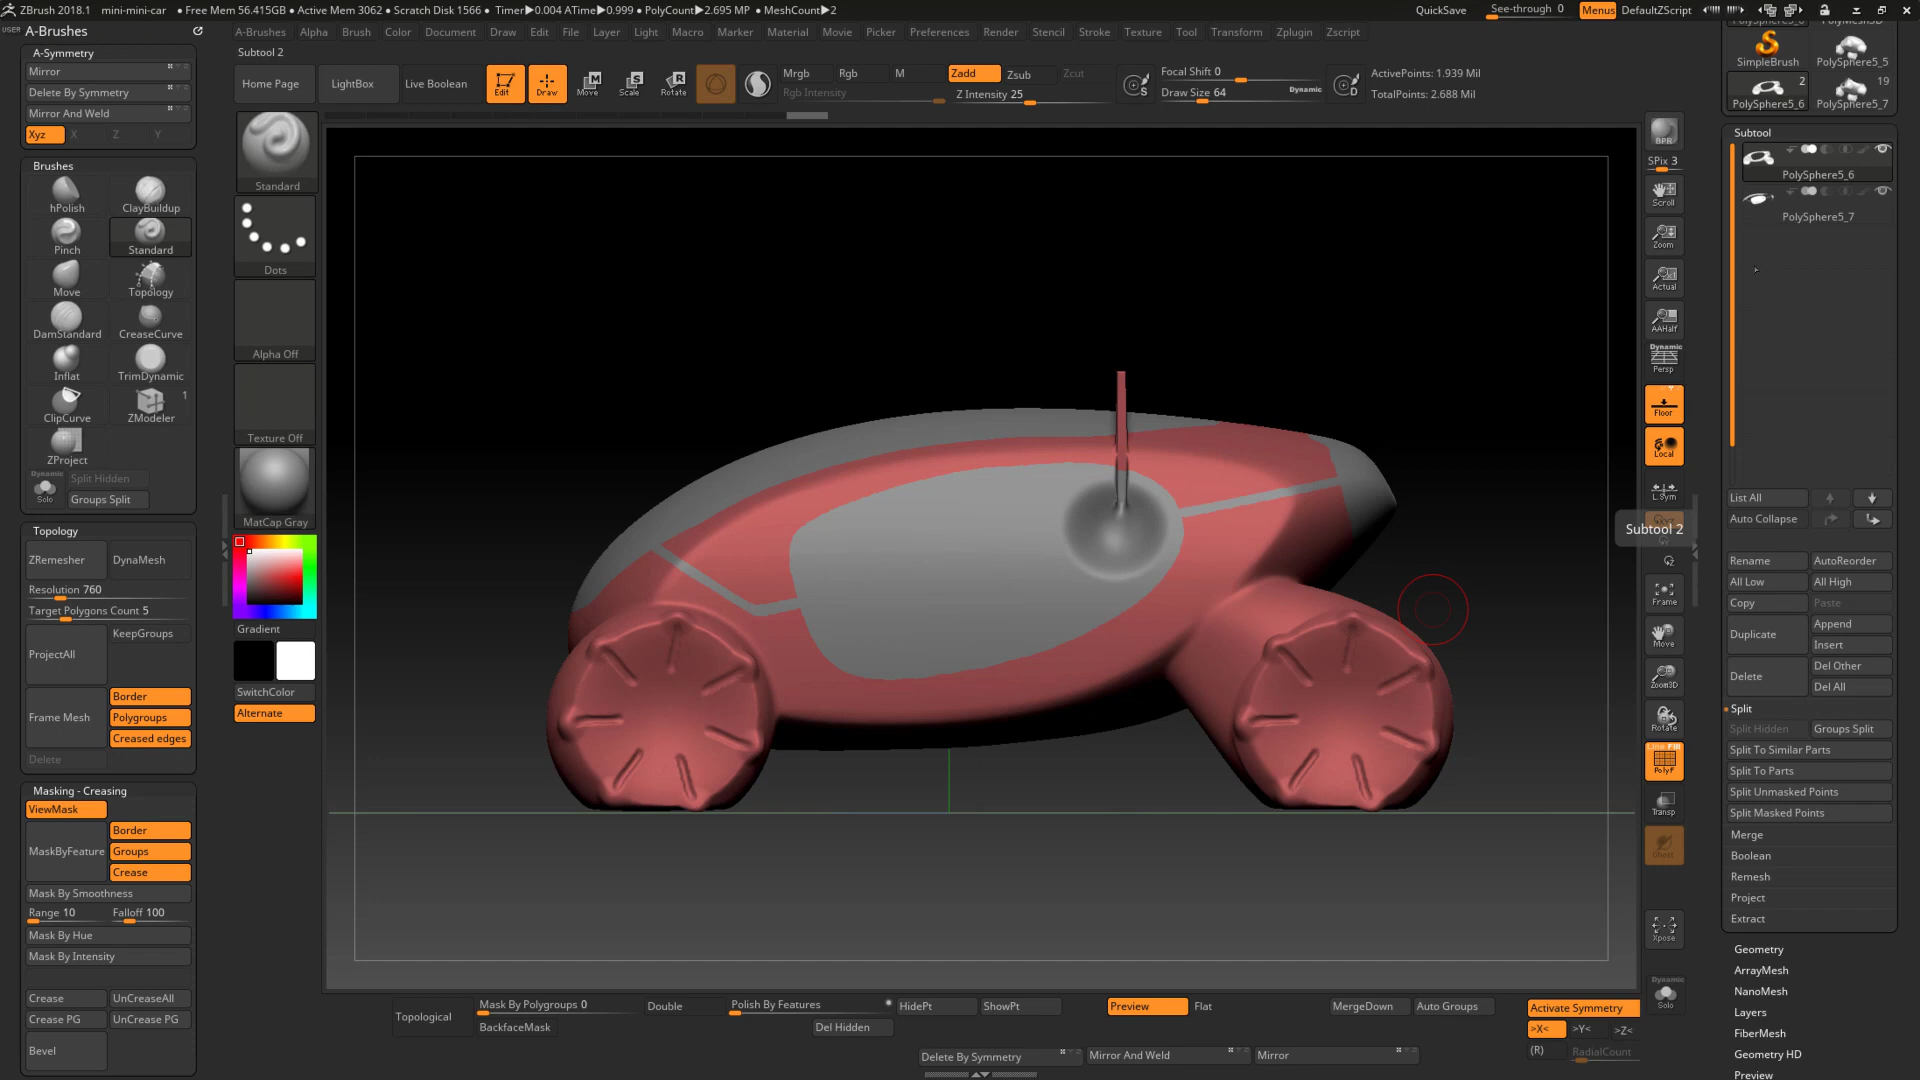 ZBrush 2018.1 mini-mini-car • Free Mem 56.415GB • Active Mem 3062 • Scratch Disk 1566 • Timer▶0.004 ATime▶0.999 • PolyCount▶2.695 MP • MeshCount▶2 QuickSave See-through 0 Menus DefaultZScript
USER A-Brushes A-Brushes Alpha Brush Color Document Draw Edit File Layer Light Macro Marker Material Movie Picker Preferences Render Stencil Stroke Texture Tool Transform Zplugin Zscript
Subtool 2
A-Symmetry
Mirror
Delete By Symmetry
Mirror And Weld
Xyz X Z Y
Brushes
hPolish ClayBuildup
Pinch Standard
Move Topology
DamStandard CreaseCurve
Inflat TrimDynamic
ClipCurve ZModeler 1
ZProject
Dynamic Solo Split Hidden
Groups Split
Topology
ZRemesher DynaMesh
Resolution 760
Target Polygons Count 5
ProjectAll KeepGroups
Frame Mesh Border
Polygroups
Creased edges
Delete
Masking - Creasing
ViewMask
MaskByFeature Border
Groups
Crease
Mask By Smoothness
Range 10 Falloff 100
Mask By Hue
Mask By Intensity
Crease UnCreaseAll
Crease PG UnCrease PG
Bevel
Home Page LightBox Live Boolean Edit Draw Move Scale Rotate
Mrgb Rgb M Zadd Zsub Zcut
Rgb Intensity Z Intensity 25
S Focal Shift 0
Draw Size 64 Dynamic D
ActivePoints: 1.939 Mil
TotalPoints: 2.688 Mil
Standard
Dots
Alpha Off
Texture Off
MatCap Gray
Gradient
SwitchColor
Alternate
BPR
SPix 3
Scroll
Zoom
Actual
AAHalf
Dynamic
Persp
Floor
Local
L.Sym
Subtool 2
Frame
Move
Zoom3D
Rotate
Line Fill
PolyF
Transp
Ghost
Xpose
Dynamic
Solo
SimpleBrush PolySphere5_5
2 19
PolySphere5_6 PolySphere5_7
Subtool
PolySphere5_6
PolySphere5_7
List All
Auto Collapse
Rename AutoReorder
All Low All High
Copy Paste
Duplicate Append
Insert
Delete Del Other
Del All
Split
Split Hidden Groups Split
Split To Similar Parts
Split To Parts
Split Unmasked Points
Split Masked Points
Merge
Boolean
Remesh
Project
Extract
Geometry
ArrayMesh
NanoMesh
Layers
FiberMesh
Geometry HD
Preview
Topological Mask By Polygroups 0 Double Polish By Features HidePt ShowPt Preview Flat MergeDown Auto Groups Activate Symmetry
BackfaceMask Del Hidden >X< >Y< >Z<
Delete By Symmetry Mirror And Weld Mirror (R) RadialCount